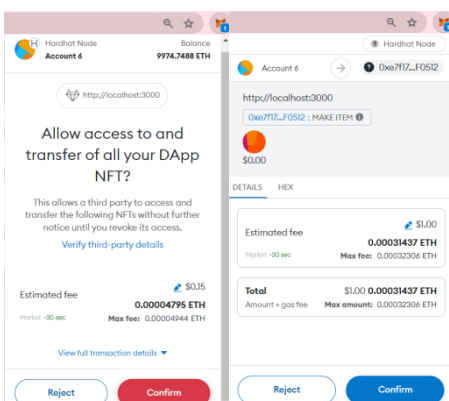 Hardhat Node
Balance
Account 6
9974.7488 ETH
http://localhost:3000
Allow access to and
transfer of all your DApp
NFT?
This allows a third party to access and
transfer the following NFTs without further
notice until you revoke its access.
Verify third-party details
$0.15
Estimated fee
0.00004795 ETH
Market ~30 sec
Max fee: 0.00004944 ETH
View full transaction details
Reject
Confirm
Hardhat Node
Account 6
0xe7f17...F0512
http://localhost:3000
0xe7f17...F0512 : MAKE ITEM
$0.00
DETAILS
HEX
$1.00
Estimated fee
0.00031437 ETH
Market ~30 sec
Max fee: 0.00032306 ETH
Total
$1.00 0.00031437 ETH
Amount + gas fee
Max amount: 0.00032306 ETH
Reject
Confirm